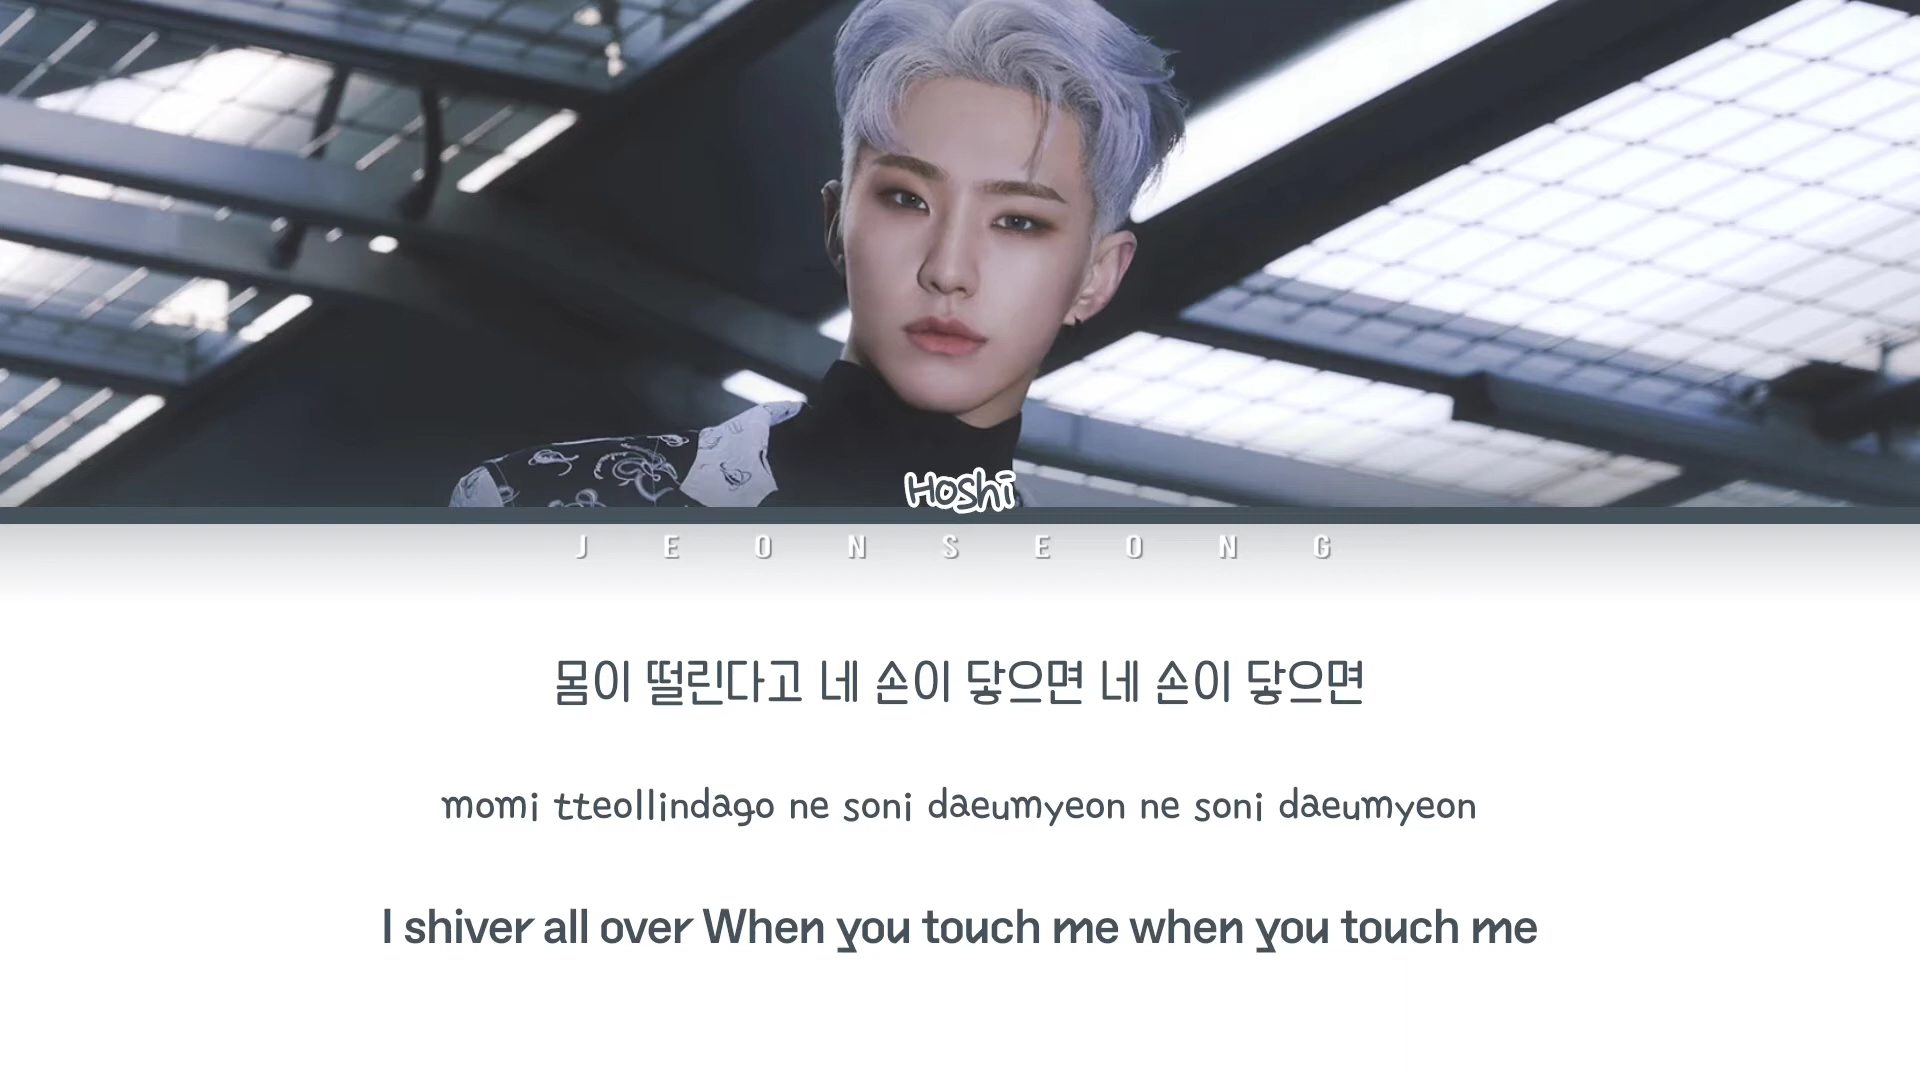 Hoshi
JEONSEONG
몸이 떨린다고 네 손이 닿으면 네 손이 닿으면
momi tteollindago ne soni daeumyeon ne soni daeumyeon
I shiver all over When you touch me when you touch me